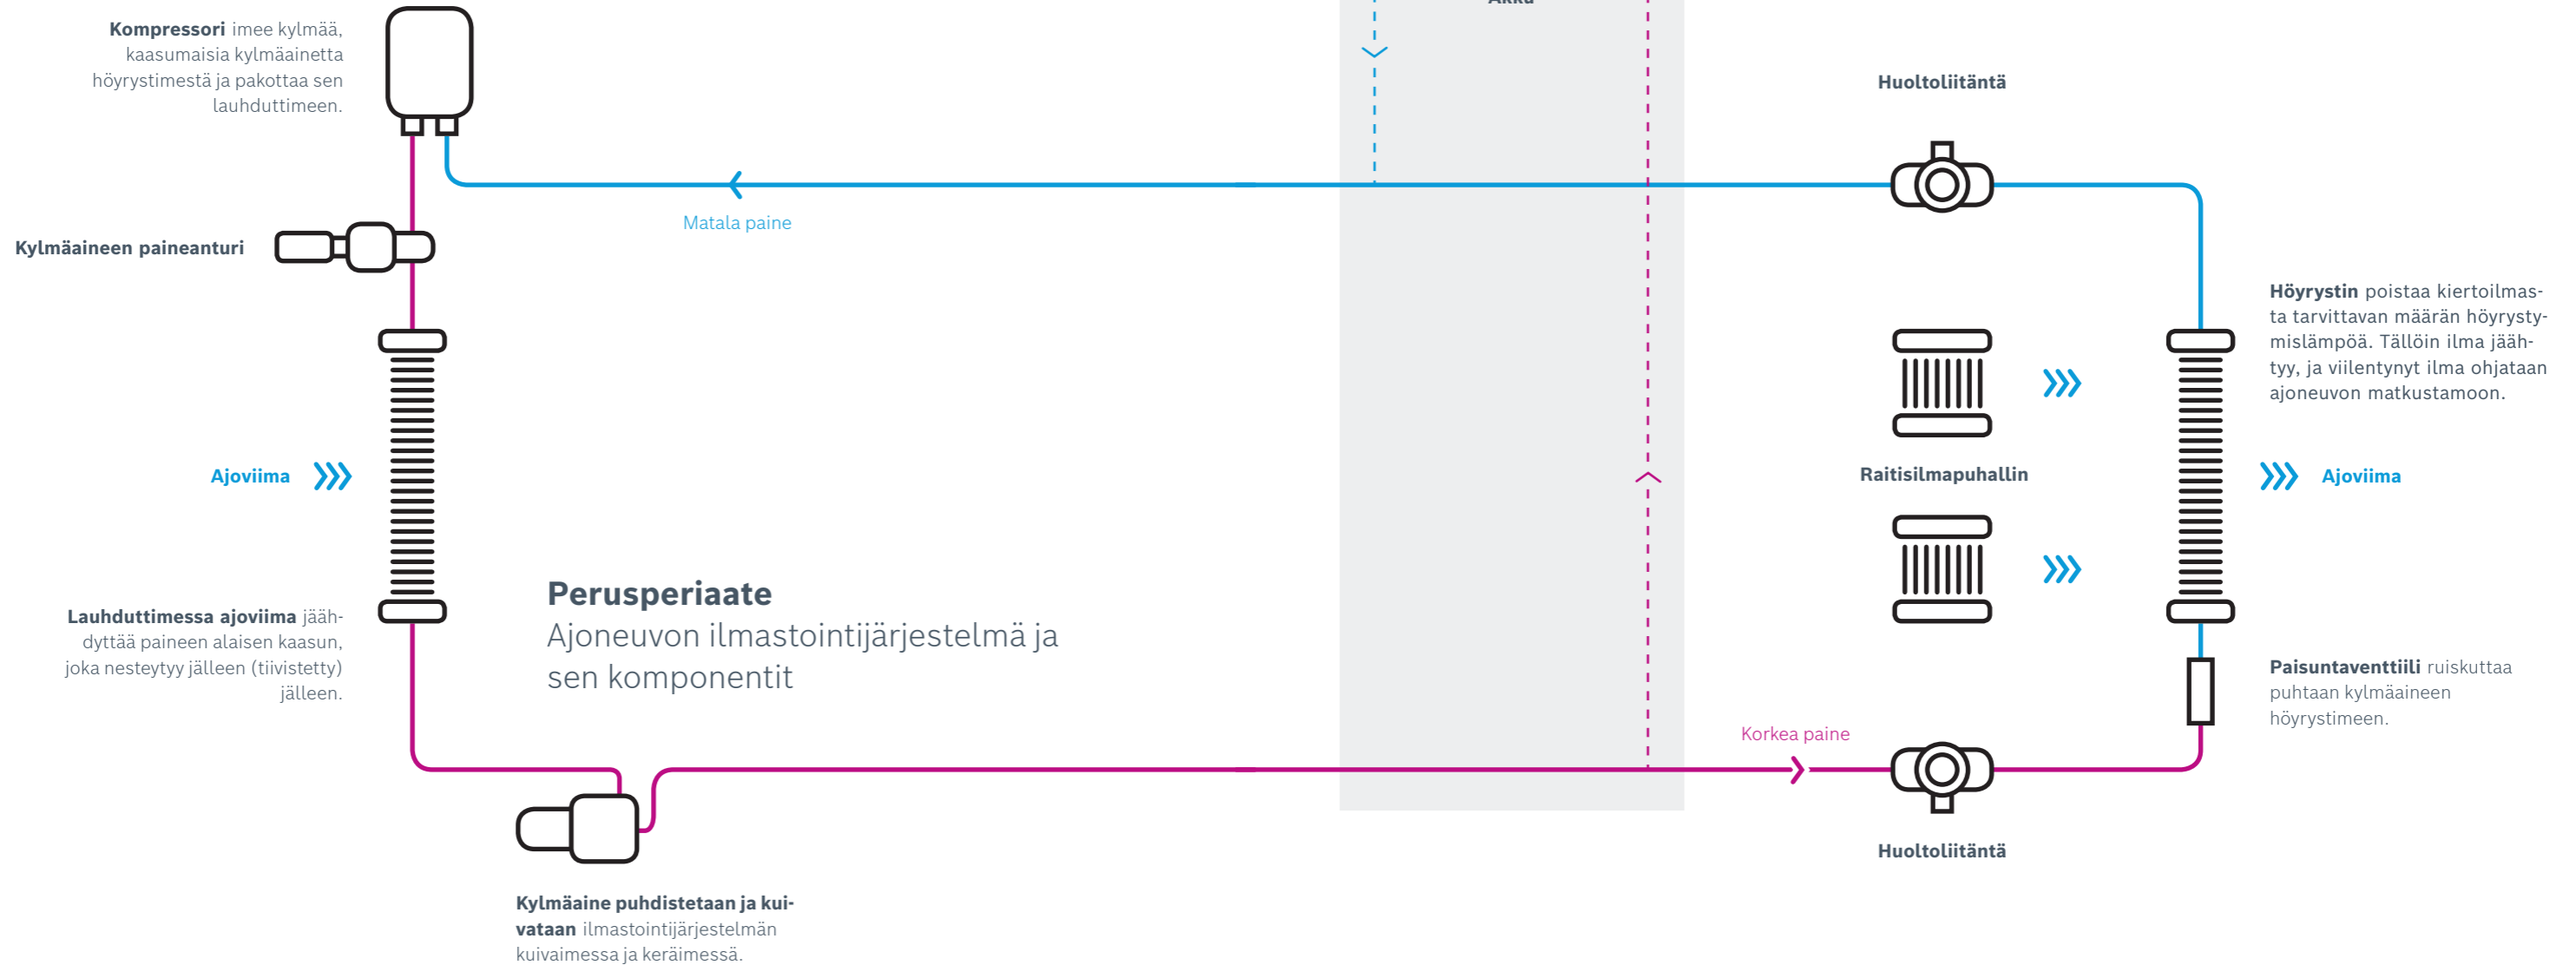 Akku
Kompressori imee kylmää,
kaasumaisia kylmäainetta
höyrystimestä ja pakottaa sen
lauhduttimeen.
Huoltoliitäntä
Matala paine
Kylmäaineen paineanturi
Höyrystin poistaa kiertoilmas-
ta tarvittavan määrän höyrysty-
mislämpöä. Tällöin ilma jääh-
tyy, ja viilentynyt ilma ohjataan
ajoneuvon matkustamoon.
Ajoviima
Raitisilmapuhallin
Ajoviima
Perusperiaate
Ajoneuvon ilmastointijärjestelmä ja
sen komponentit
Lauhduttimessa ajoviima jääh-
dyttää paineen alaisen kaasun,
joka nesteytyy jälleen (tiivistetty)
jälleen.
Paisuntaventtiili ruiskuttaa
puhtaan kylmäaineen
höyrystimeen.
Korkea paine
Huoltoliitäntä
Kylmäaine puhdistetaan ja kui-
vataan ilmastointijärjestelmän
kuivaimessa ja keräimessä.